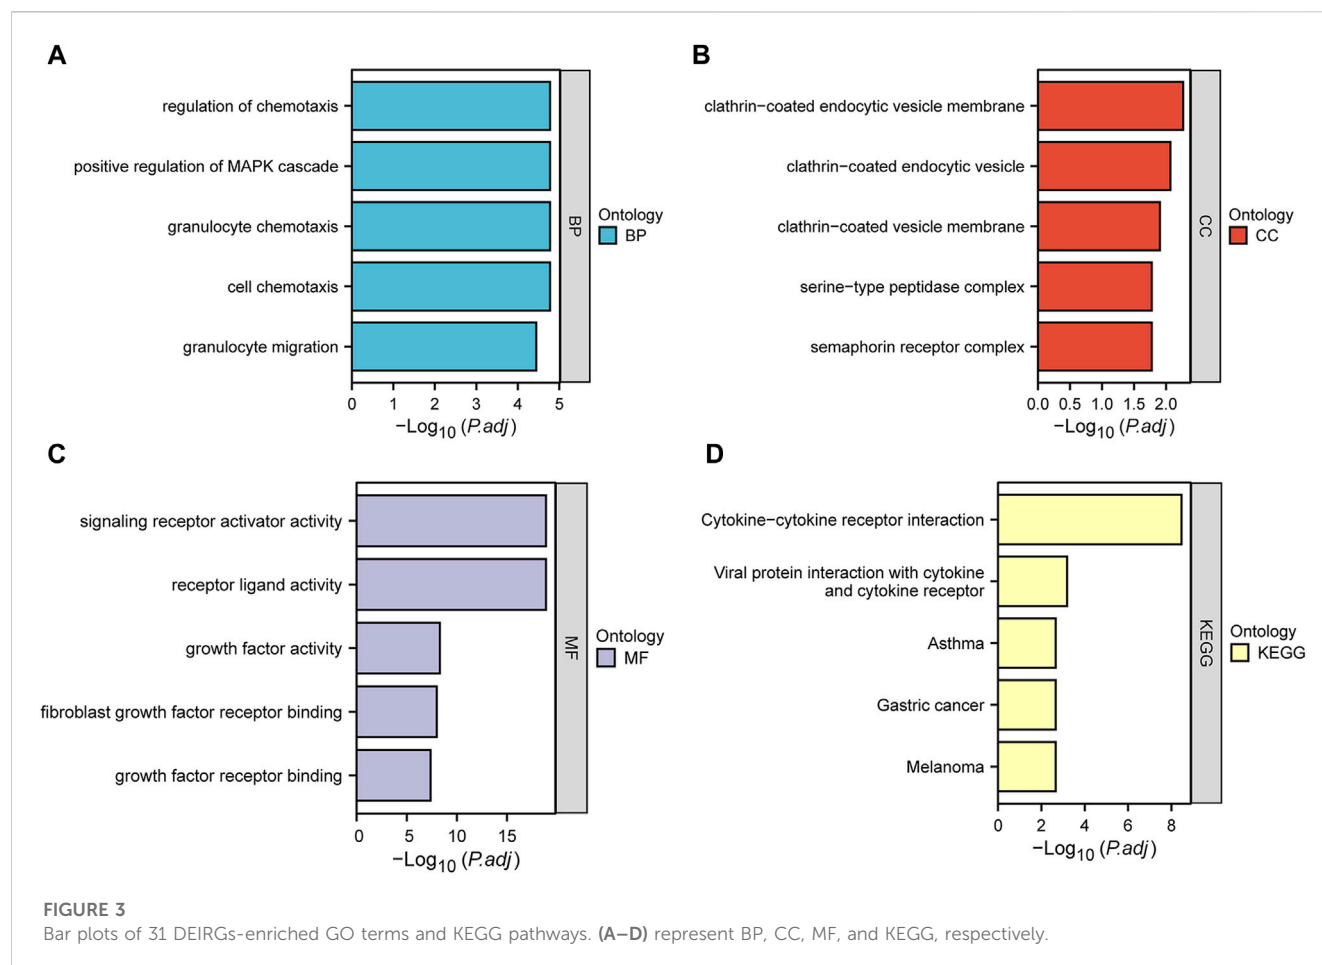 A
regulation of chemotaxis
positive regulation of MAPK cascade
granulocyte chemotaxis
cell chemotaxis
granulocyte migration
0 1 2 3 4 5
−Log10 (P.adj)
BP
Ontology
BP
B
clathrin−coated endocytic vesicle membrane
clathrin−coated endocytic vesicle
clathrin−coated vesicle membrane
serine−type peptidase complex
semaphorin receptor complex
0.0 0.5 1.0 1.5 2.0
−Log10 (P.adj)
CC
Ontology
CC
C
signaling receptor activator activity
receptor ligand activity
growth factor activity
fibroblast growth factor receptor binding
growth factor receptor binding
0 5 10 15
−Log10 (P.adj)
MF
Ontology
MF
D
Cytokine−cytokine receptor interaction
Viral protein interaction with cytokine
and cytokine receptor
Asthma
Gastric cancer
Melanoma
0 2 4 6 8
−Log10 (P.adj)
KEGG
Ontology
KEGG
FIGURE 3
Bar plots of 31 DEIRGs-enriched GO terms and KEGG pathways. (A–D) represent BP, CC, MF, and KEGG, respectively.